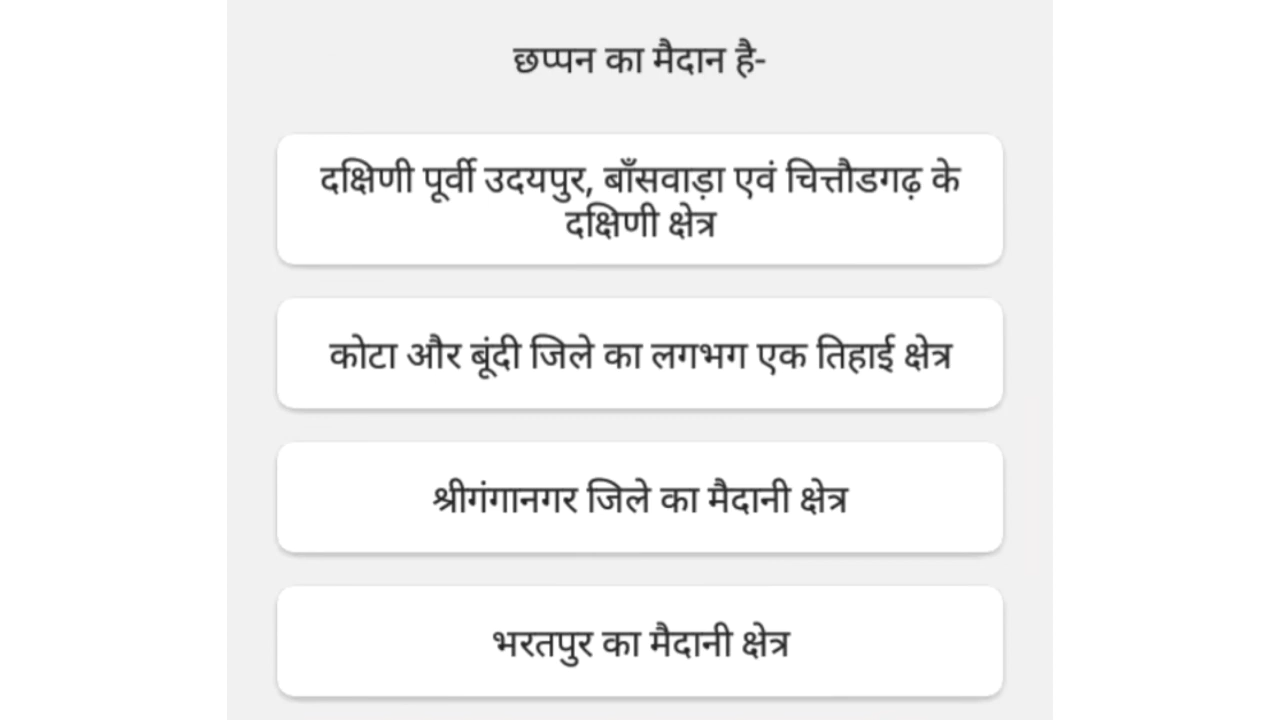 छप्पन का मैदान है-
दक्षिणी पूर्वी उदयपुर, बाँसवाड़ा एवं चित्तौडगढ़ के
दक्षिणी क्षेत्र
कोटा और बूंदी जिले का लगभग एक तिहाई क्षेत्र
श्रीगंगानगर जिले का मैदानी क्षेत्र
भरतपुर का मैदानी क्षेत्र